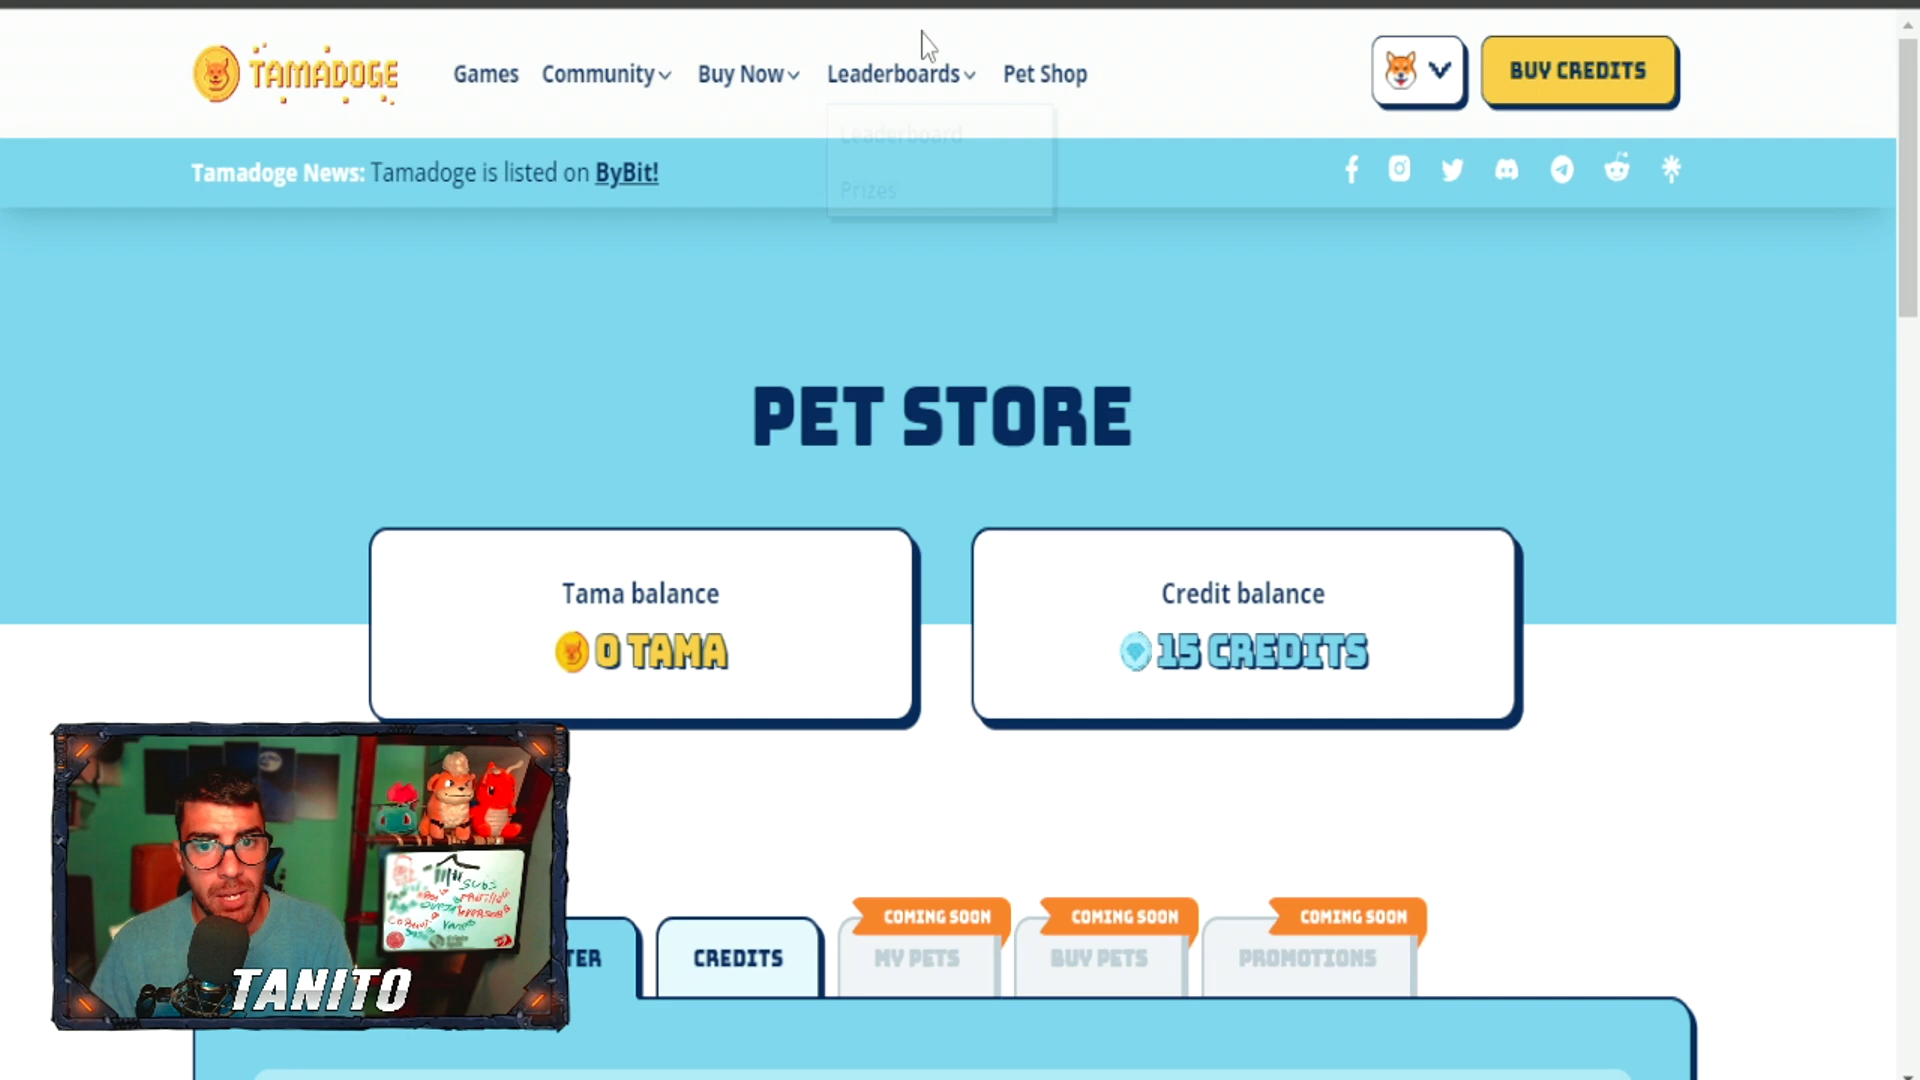 TAMADOGE
Games
Community
Buy Now
Leaderboards
Pet Shop
BUY CREDITS
Leaderboard
Prizes
Tamadoge News: Tamadoge is listed on ByBit!
PET STORE
Tama balance
0 TAMA
Credit balance
15 CREDITS
TER
CREDITS
COMING SOON
MY PETS
COMING SOON
BUY PETS
COMING SOON
PROMOTIONS
SUBS
TANITO